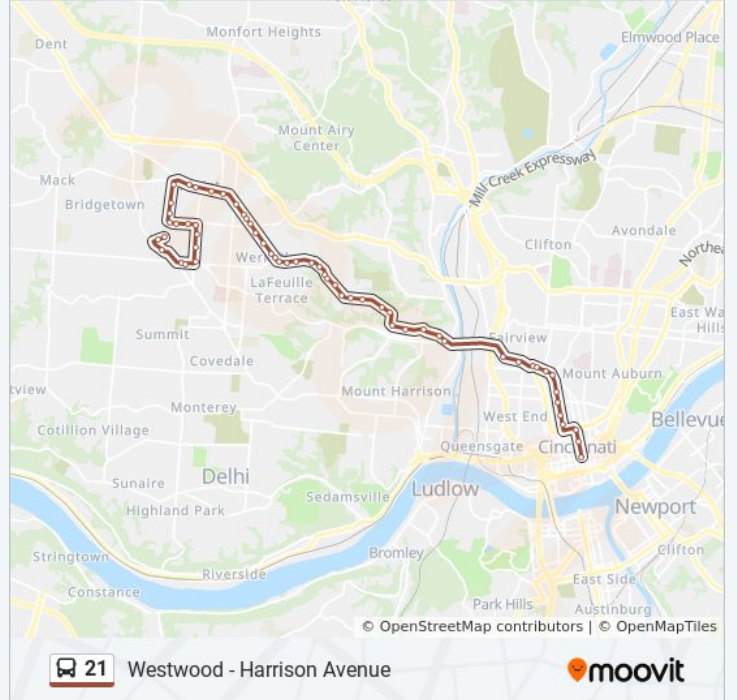 Monfort Heights
Dent
Elmwood Place
Mount Airy
Center
Mill Creek Expressway
Mack
Bridgetown
Avondale
Clifton
Northea
Wern
LaFeuille
Terrace
East Wa
Hills
Summit
Fairview
Covedale
Mount Auburn
tview
Monterey
Mount Harrison
West End
Bellevue
Cotillion Village
Queensgate
Cincinnati
Delhi
Sunaire
Ludlow
Sedamsville
Highland Park
Newport
Stringtown
Bromley
Clifton
Riverside
East Side
Constance
Park Hills
Austinburg
© OpenStreetMap contributors | © OpenMapTiles
21 Westwood - Harrison Avenue
moovit